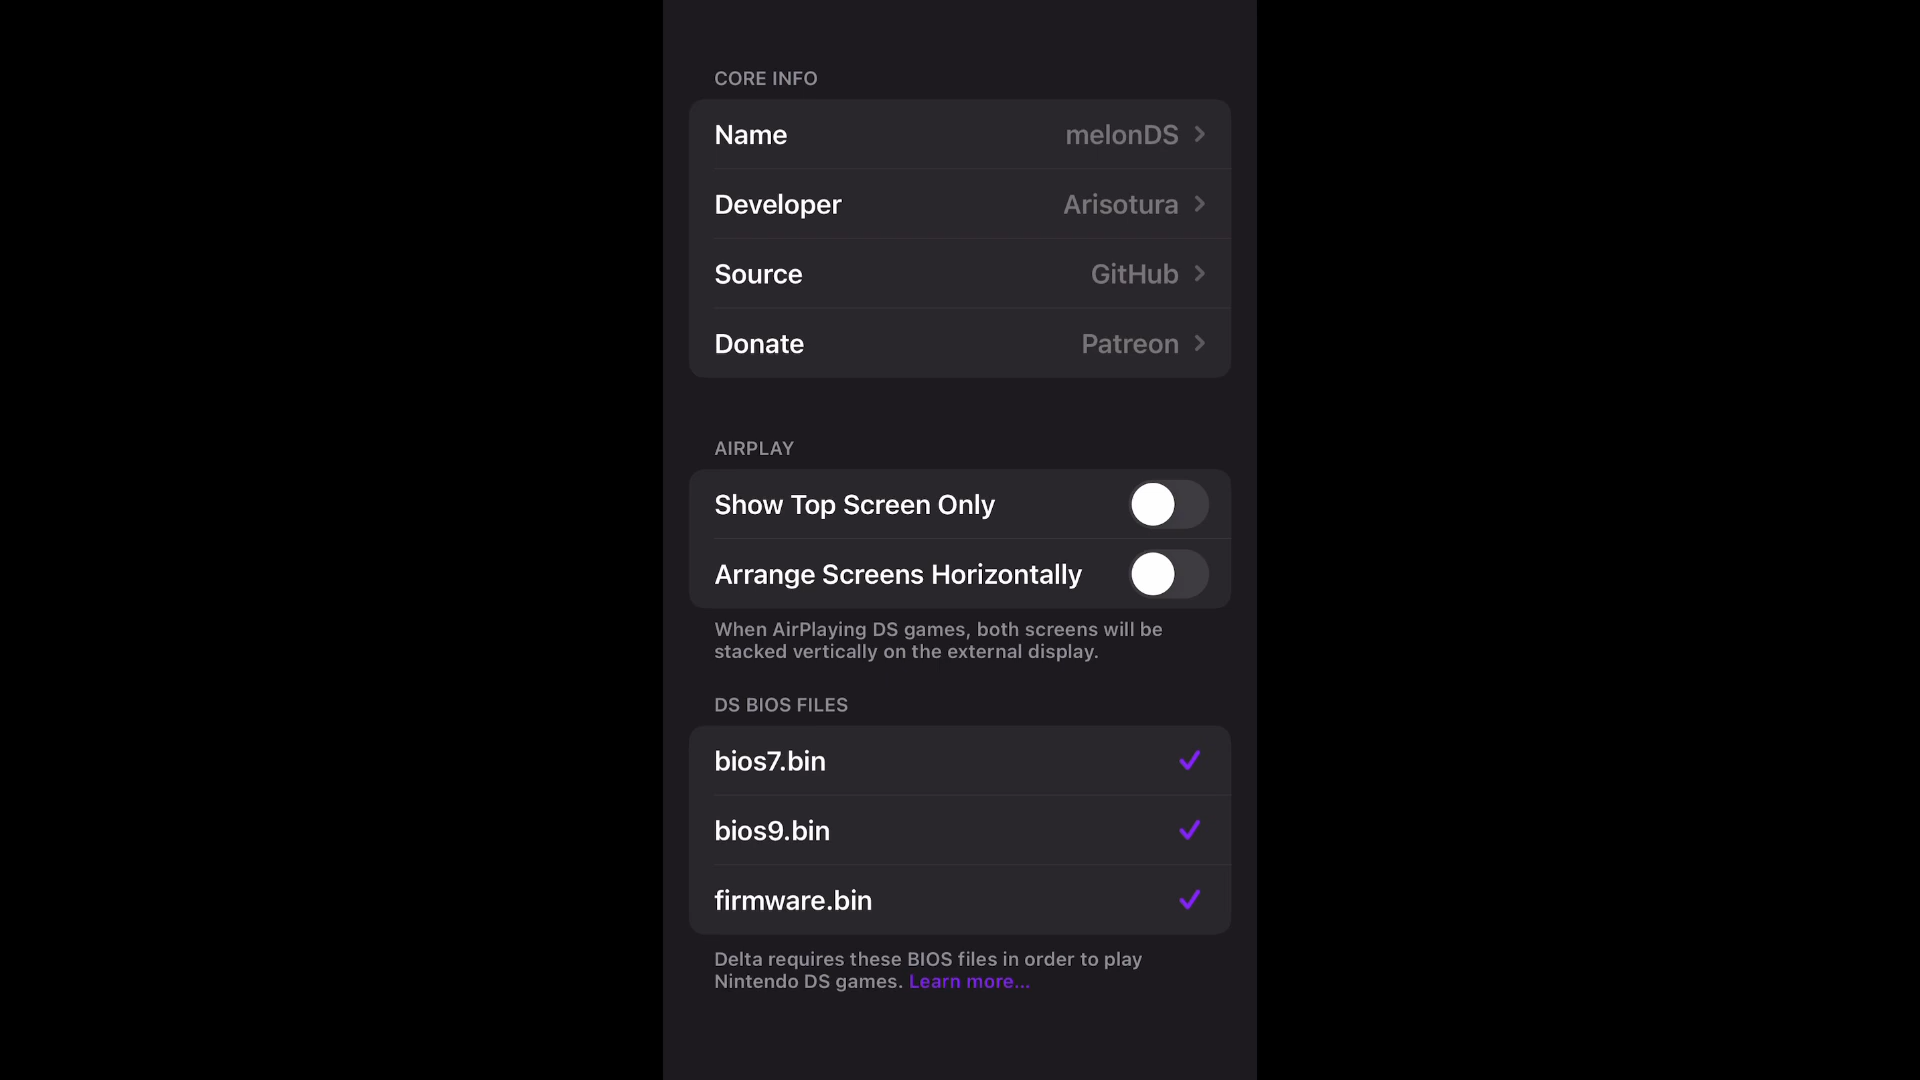 CORE INFO
Name melonDS
Developer Arisotura
Source GitHub
Donate Patreon
AIRPLAY
Show Top Screen Only
Arrange Screens Horizontally
When AirPlaying DS games, both screens will be
stacked vertically on the external display.
DS BIOS FILES
bios7.bin
bios9.bin
firmware.bin
Delta requires these BIOS files in order to play
Nintendo DS games. Learn more...